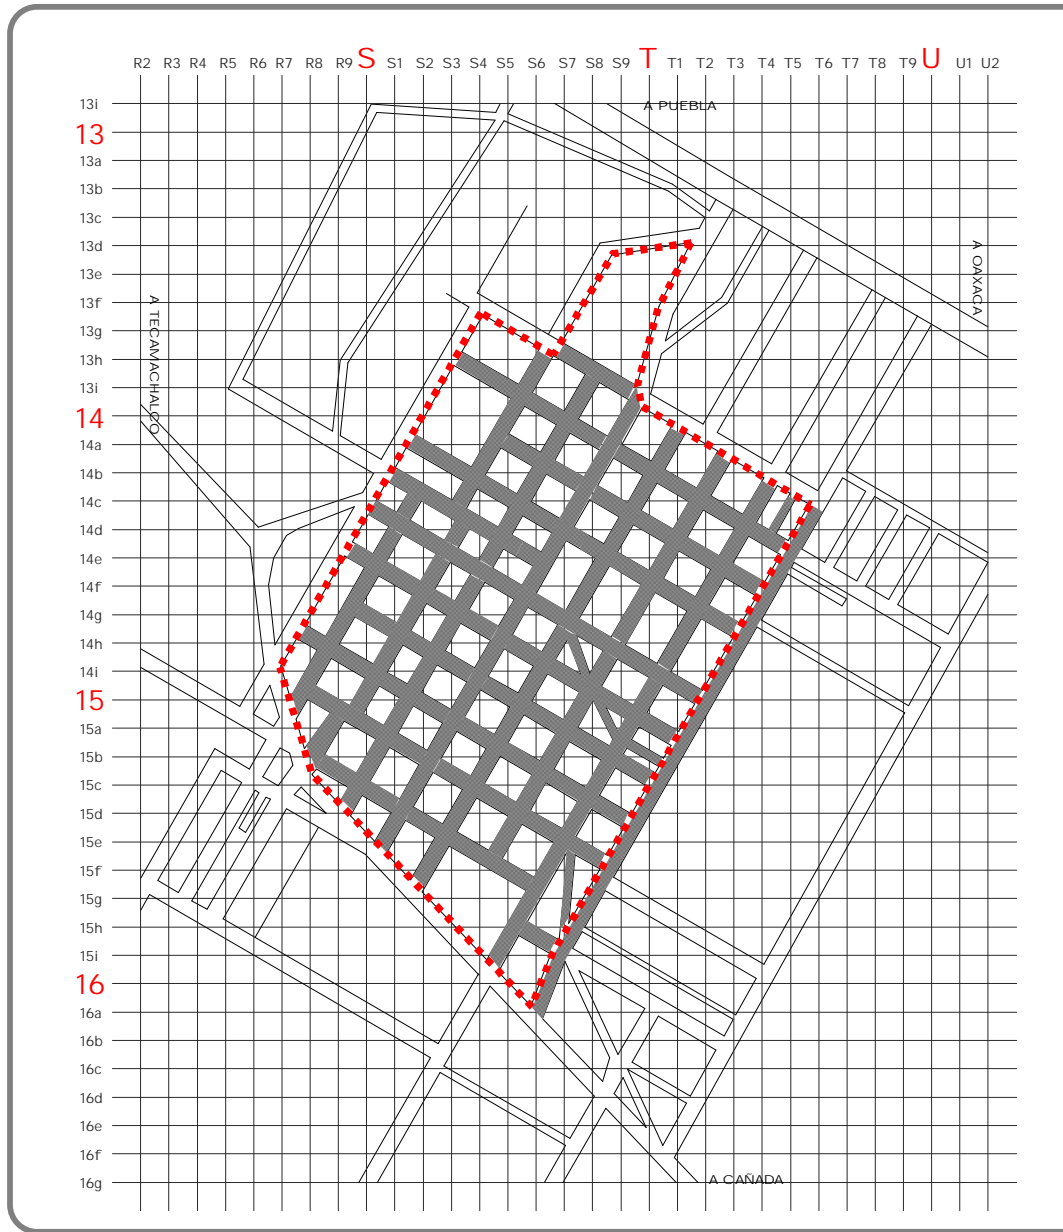 R2 R3 R4 R5 R6 R7 R8 R9 S S1 S2 S3 S4 S5 S6 S7 S8 S9 T T1 T2 T3 T4 T5 T6 T7 T8 T9 U U1 U2
13i
A PUEBLA
13
13a
13b
13c
13d
A OAXACA
13e
13f
A TECAMACHALCO
13g
13h
13i
14
14a
14b
14c
14d
14e
14f
14g
14h
14i
15
15a
15b
15c
15d
15e
15f
15g
15h
15i
16
16a
16b
16c
16d
16e
16f
A CAÑADA
16g